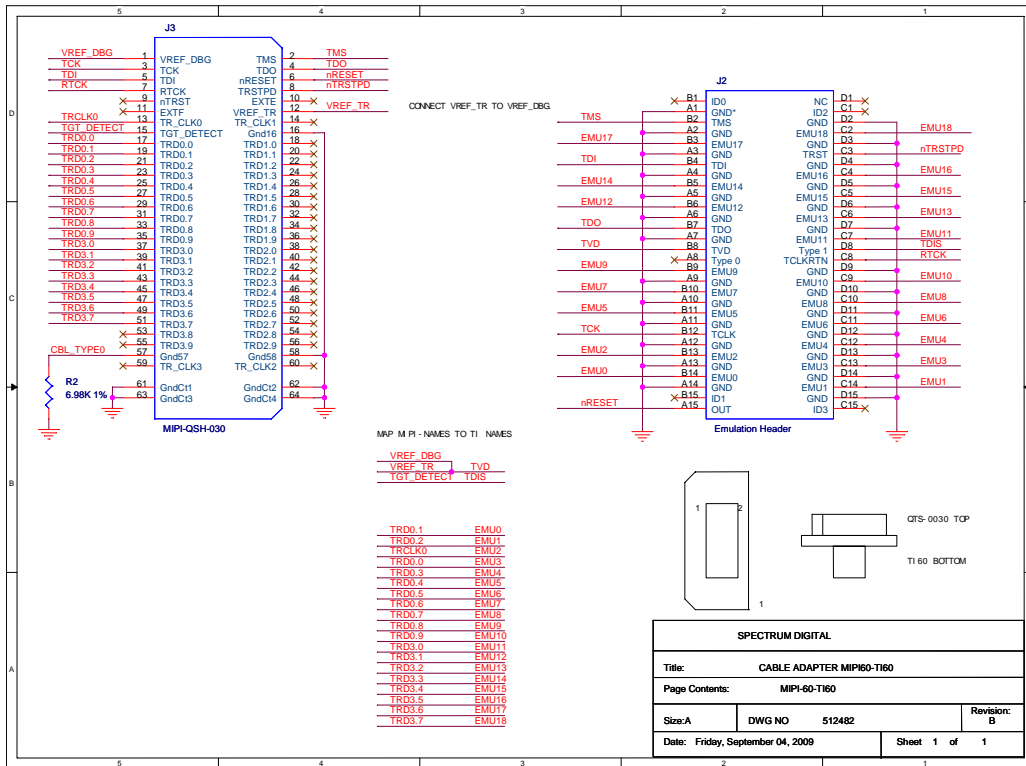 5 4 3 2 1
D
C
B
A
J3
VREF_DBG 1 VREF_DBG TMS 2 TMS
TCK 3 TCK TDO 4 TDO
TDI 5 TDI nRESET 6 nRESET
RTCK 7 RTCK TRSTPD 8 nTRSTPD
9 nTRST EXTE 10
11 EXTF VREF_TR 12 VREF_TR
TRCLK0 13 TR_CLK0 TR_CLK1 14
TGT_DETECT 15 TGT_DETECT Gnd16 16
TRD0.0 17 TRD0.0 TRD1.0 18
TRD0.1 19 TRD0.1 TRD1.1 20
TRD0.2 21 TRD0.2 TRD1.2 22
TRD0.3 23 TRD0.3 TRD1.3 24
TRD0.4 25 TRD0.4 TRD1.4 26
TRD0.5 27 TRD0.5 TRD1.5 28
TRD0.6 29 TRD0.6 TRD1.6 30
TRD0.7 31 TRD0.7 TRD1.7 32
TRD0.8 33 TRD0.8 TRD1.8 34
TRD0.9 35 TRD0.9 TRD1.9 36
TRD3.0 37 TRD3.0 TRD2.0 38
TRD3.1 39 TRD3.1 TRD2.1 40
TRD3.2 41 TRD3.2 TRD2.2 42
TRD3.3 43 TRD3.3 TRD2.3 44
TRD3.4 45 TRD3.4 TRD2.4 46
TRD3.5 47 TRD3.5 TRD2.5 48
TRD3.6 49 TRD3.6 TRD2.6 50
TRD3.7 51 TRD3.7 TRD2.7 52
53 TRD3.8 TRD2.8 54
55 TRD3.9 TRD2.9 56
CBL_TYPE0 57 Gnd57 Gnd58 58
59 TR_CLK3 TR_CLK2 60
61 GndCt1 GndCt2 62
63 GndCt3 GndCt4 64
R2
6.98K 1%
MIPI-QSH-030
CONNECT VREF_TR TO VREF_DBG
J2
B1 ID0 NC D1
A1 GND* ID2 C1
TMS B2 TMS GND D2
A2 GND EMU18 C2 EMU18
EMU17 B3 EMU17 GND D3
A3 GND TRST C3 nTRSTPD
TDI B4 TDI GND D4
A4 GND EMU16 C4 EMU16
EMU14 B5 EMU14 GND D5
A5 GND EMU15 C5 EMU15
EMU12 B6 EMU12 GND D6
A6 GND EMU13 C6 EMU13
TDO B7 TDO GND D7
A7 GND EMU11 C7 EMU11
TVD B8 TVD Type 1 D8 TDIS
A8 Type 0 TCLKRTN C8 RTCK
EMU9 B9 EMU9 GND D9
A9 GND EMU10 C9 EMU10
EMU7 B10 EMU7 GND D10
A10 GND EMU8 C10 EMU8
EMU5 B11 EMU5 GND D11
A11 GND EMU6 C11 EMU6
TCK B12 TCLK GND D12
A12 GND EMU4 C12 EMU4
EMU2 B13 EMU2 GND D13
A13 GND EMU3 C13 EMU3
EMU0 B14 EMU0 GND D14
A14 GND EMU1 C14 EMU1
B15 ID1 GND D15
nRESET A15 OUT ID3 C15
Emulation Header
MAP MIPI-NAMES TO TI NAMES
VREF_DBG
VREF_TR TVD
TGT_DETECT TDIS
TRD0.1 EMU0
TRD0.2 EMU1
TRCLK0 EMU2
TRD0.0 EMU3
TRD0.3 EMU4
TRD0.4 EMU5
TRD0.5 EMU6
TRD0.6 EMU7
TRD0.7 EMU8
TRD0.8 EMU9
TRD0.9 EMU10
TRD3.0 EMU11
TRD3.1 EMU12
TRD3.2 EMU13
TRD3.3 EMU14
TRD3.4 EMU15
TRD3.5 EMU16
TRD3.6 EMU17
TRD3.7 EMU18
1 2
1
QTS-0030 TOP
TI 60 BOTTOM
SPECTRUM DIGITAL
Title: CABLE ADAPTER MIPI60-TI60
Page Contents: MIPI-60-TI60
Size:A DWG NO 512482 Revision: B
Date: Friday, September 04, 2009 Sheet 1 of 1
5 4 3 2 1